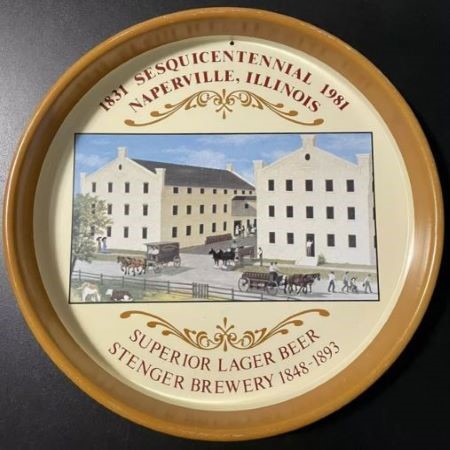 1831 SESQUICENTENNIAL 1981
NAPERVILLE, ILLINOIS
SUPERIOR LAGER BEER
STENGER BREWERY 1848-1893